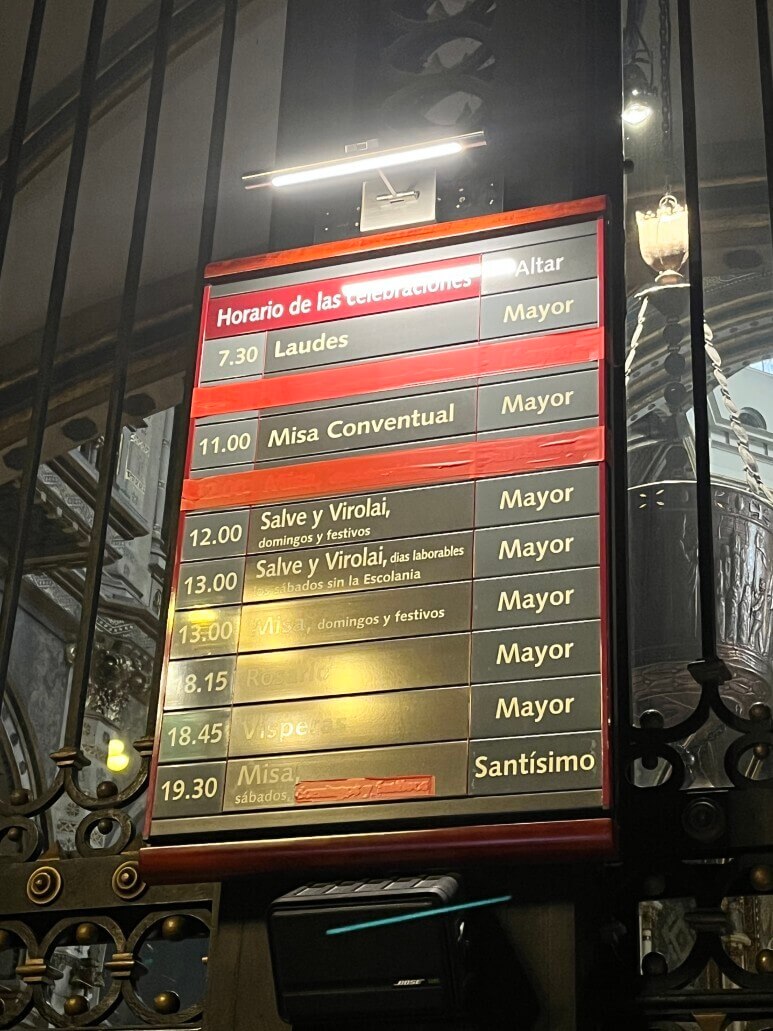 Horario de las celebraciones Altar
7.30 Laudes Mayor
11.00 Misa Conventual Mayor
12.00 Salve y Virolai, Mayor
domingos y festivos
13.00 Salve y Virolai, dias laborables Mayor
los sábados sin la Escolania
13.00 Misa, domingos y festivos Mayor
18.15 Rosario Mayor
18.45 Vísperas Mayor
19.30 Misa, Santísimo
sábados,
BOSE